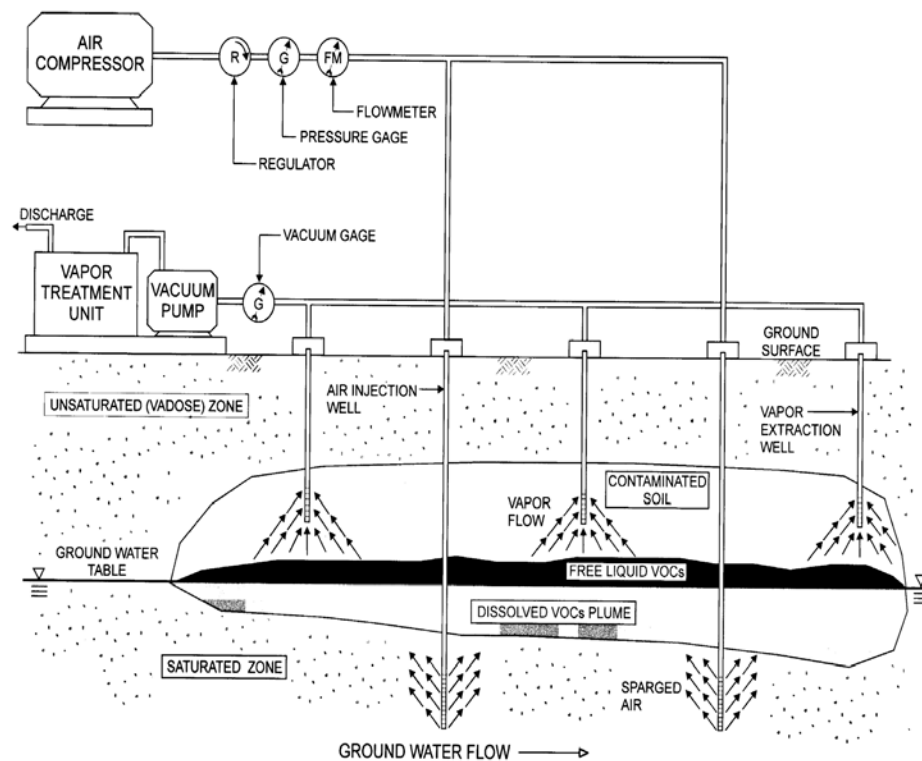 AIR
COMPRESSOR
R
G
FM
FLOWMETER
PRESSURE GAGE
REGULATOR
DISCHARGE
VACUUM GAGE
VAPOR
TREATMENT
UNIT
VACUUM
PUMP
G
GROUND
SURFACE
UNSATURATED (VADOSE) ZONE
AIR INJECTION
WELL
VAPOR
EXTRACTION
WELL
CONTAMINATED
SOIL
VAPOR
FLOW
GROUND WATER
TABLE
FREE LIQUID VOCs
DISSOLVED VOCs PLUME
SATURATED ZONE
SPARGED
AIR
GROUND WATER FLOW